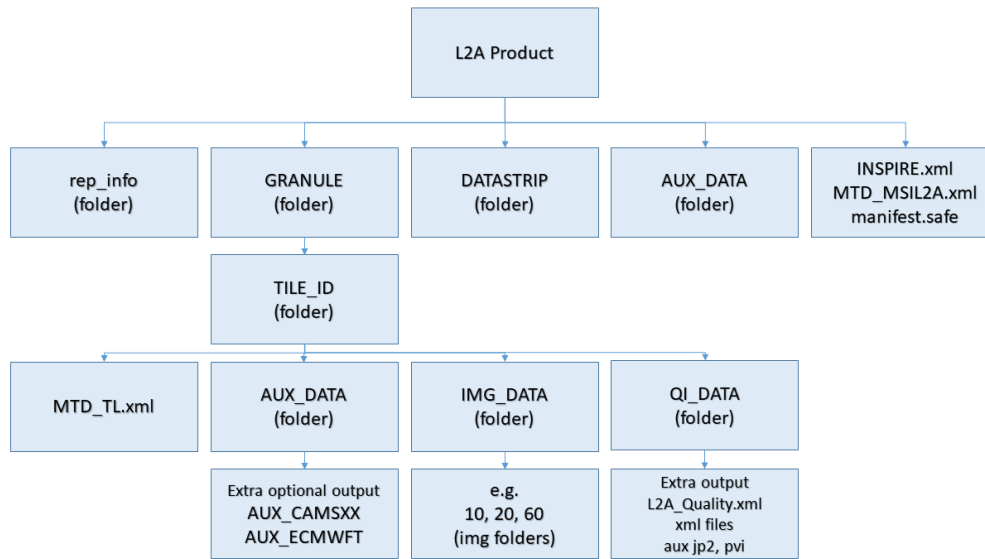 L2A Product
rep_info
(folder)
GRANULE
(folder)
DATASTRIP
(folder)
AUX_DATA
(folder)
INSPIRE.xml
MTD_MSIL2A.xml
manifest.safe
TILE_ID
(folder)
MTD_TL.xml
AUX_DATA
(folder)
IMG_DATA
(folder)
QI_DATA
(folder)
Extra optional output
AUX_CAMSXX
AUX_ECMWFT
e.g.
10, 20, 60
(img folders)
Extra output
L2A_Quality.xml
xml files
aux jp2, pvi